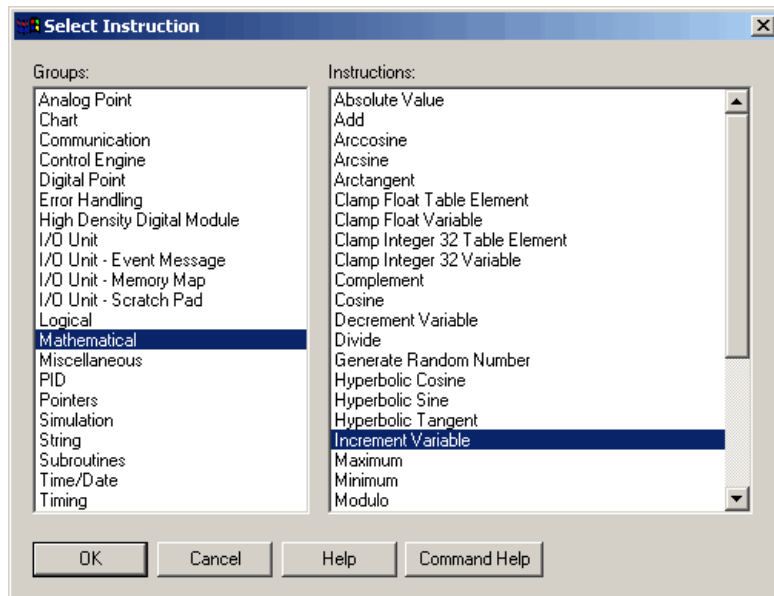 Select Instruction
Groups:
Analog Point
Chart
Communication
Control Engine
Digital Point
Error Handling
High Density Digital Module
I/O Unit
I/O Unit - Event Message
I/O Unit - Memory Map
I/O Unit - Scratch Pad
Logical
Mathematical
Miscellaneous
PID
Pointers
Simulation
String
Subroutines
Time/Date
Timing
Instructions:
Absolute Value
Add
Arccosine
Arcsine
Arctangent
Clamp Float Table Element
Clamp Float Variable
Clamp Integer 32 Table Element
Clamp Integer 32 Variable
Complement
Cosine
Decrement Variable
Divide
Generate Random Number
Hyperbolic Cosine
Hyperbolic Sine
Hyperbolic Tangent
Increment Variable
Maximum
Minimum
Modulo
OK
Cancel
Help
Command Help